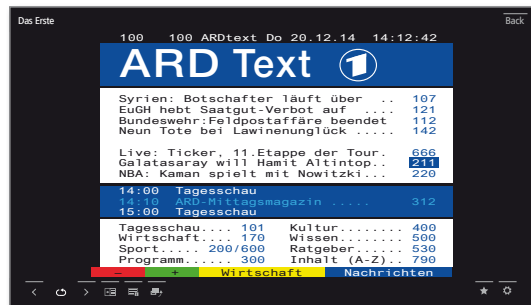 Das Erste
Back
100 100 ARDtext Do 20.12.14 14:12:42
ARD Text 1
Syrien: Botschafter läuft über .. 107
EuGH hebt Saatgut-Verbot auf .... 121
Bundeswehr:Feldpostaffäre beendet 112
Neun Tote bei Lawinenunglück ..... 142
Live: Ticker, 11.Etappe der Tour. 666
Galatasaray will Hamit Altintop.. 211
NBA: Kaman spielt mit Nowitzki... 220
14:00 Tagesschau
14:10 ARD-Mittagsmagazin ..... 312
15:00 Tagesschau
Tagesschau.... 101 Kultur........ 400
Wirtschaft.... 170 Wissen........ 500
Sport..... 200/600 Ratgeber...... 530
Programm...... 300 Inhalt (A-Z).. 790
– + Wirtschaft Nachrichten